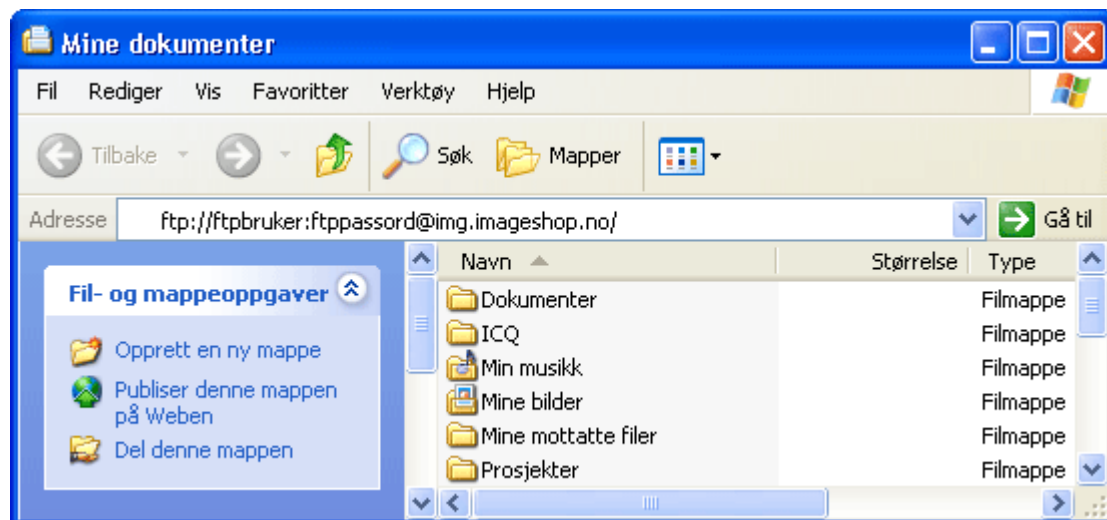 Mine dokumenter
Fil Rediger Vis Favoritter Verktøy Hjelp
Tilbake Søk Mapper
Adresse ftp://ftpbruker:ftppassord@img.imageshop.no/ Gå til
Fil- og mappeoppgaver
Opprett en ny mappe
Publiser denne mappen
på Weben
Del denne mappen
Navn Størrelse Type
Dokumenter Filmappe
ICQ Filmappe
Min musikk Filmappe
Mine bilder Filmappe
Mine mottatte filer Filmappe
Prosjekter Filmappe